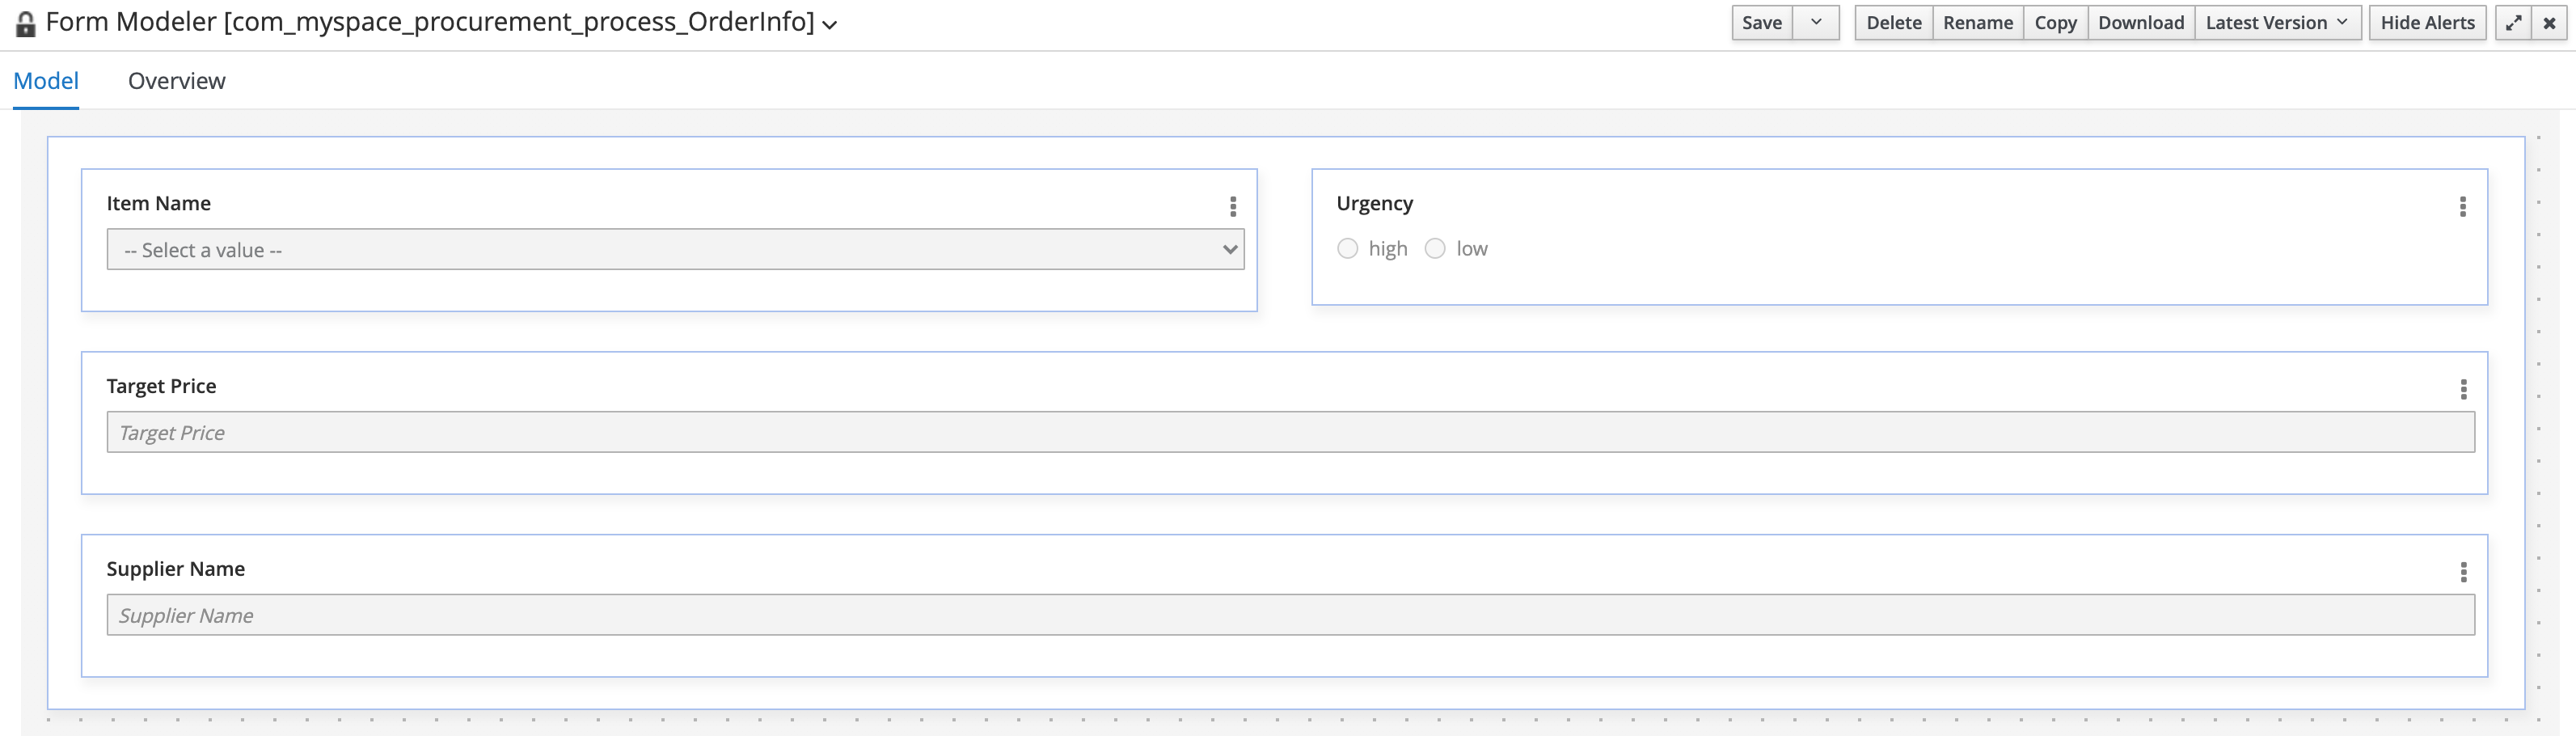 Form Modeler [com_myspace_procurement_process_OrderInfo]
Save Delete Rename Copy Download Latest Version Hide Alerts
Model Overview
Item Name
-- Select a value --
Urgency
high low
Target Price
Target Price
Supplier Name
Supplier Name